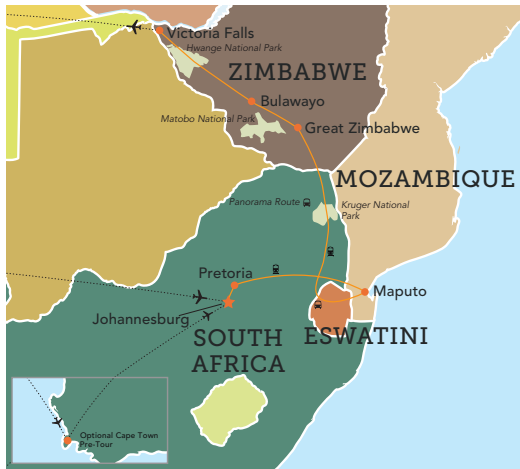 Victoria Falls
Hwange National Park
ZIMBABWE
Bulawayo
Matobo National Park
Great Zimbabwe
MOZAMBIQUE
Panorama Route
Kruger National
Park
Pretoria
Maputo
Johannesburg
SOUTH
AFRICA
ESWATINI
Optional Cape Town
Pre-Tour